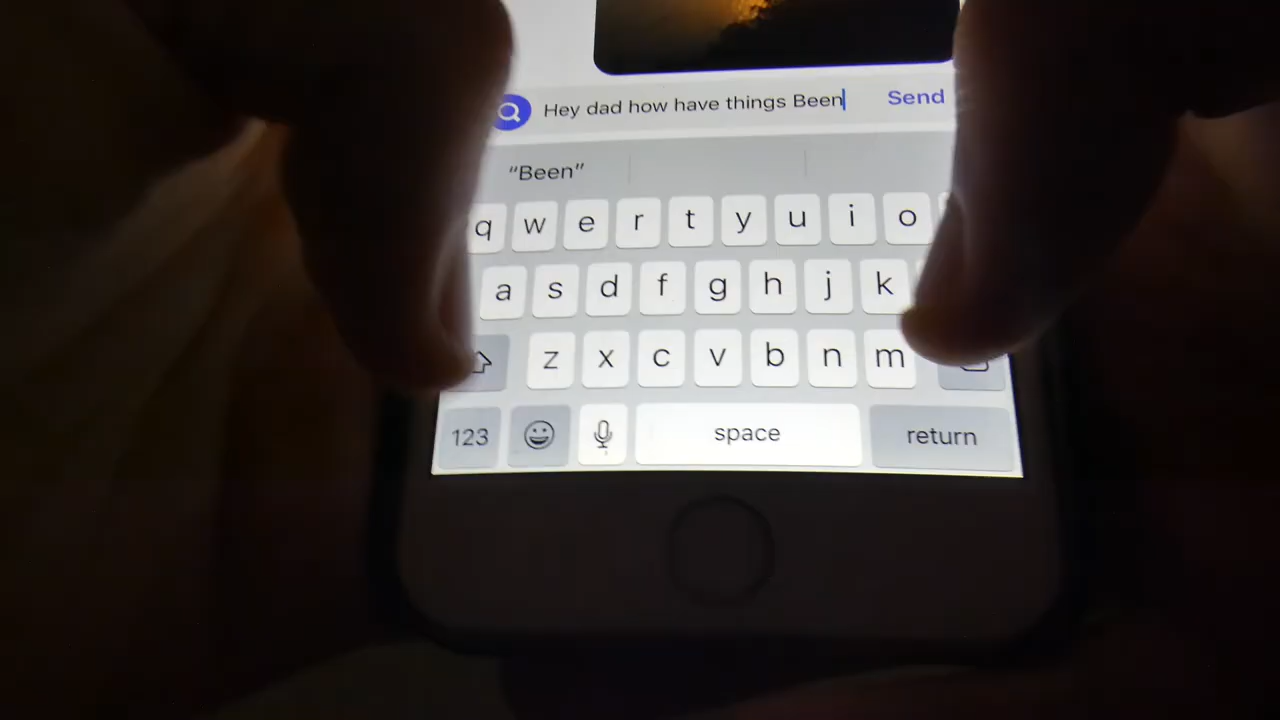 Hey dad how have things Been Send
“Been”
q w e r t y u i o
a s d f g h j k
z x c v b n m
123 space return